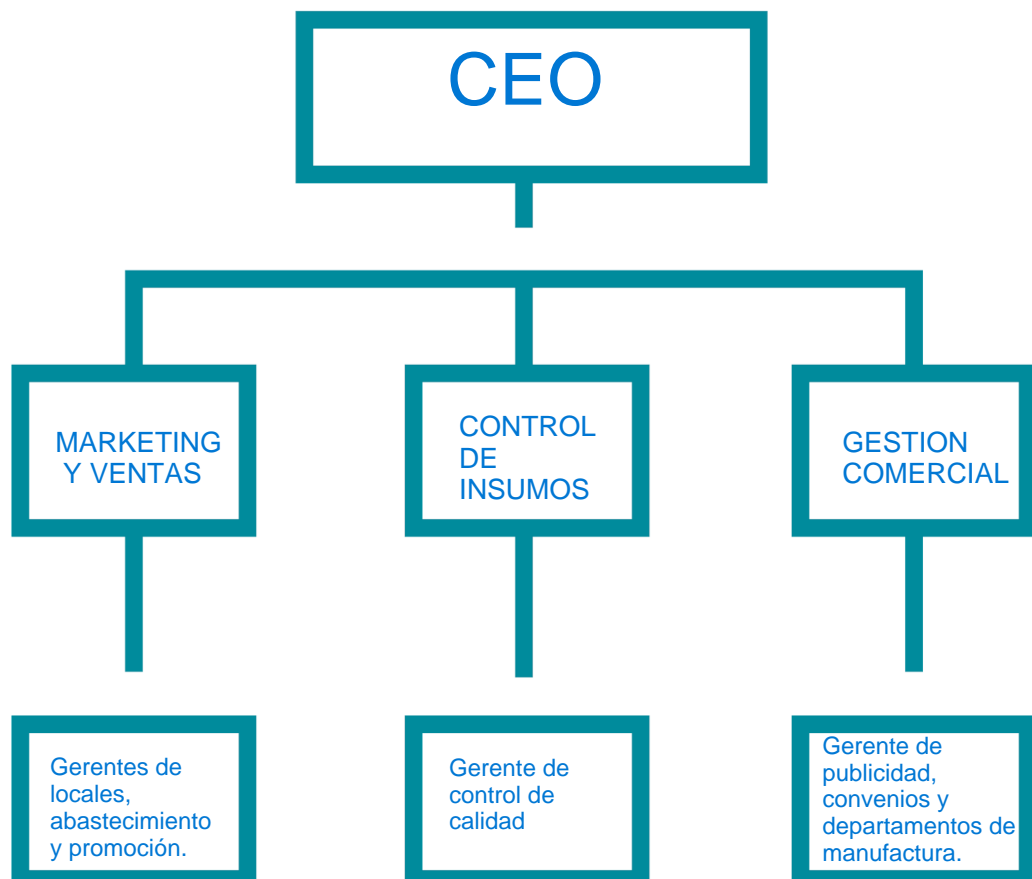 CEO
MARKETING
Y VENTAS
CONTROL
DE
INSUMOS
GESTION
COMERCIAL
Gerentes de
locales,
abastecimiento
y promoción.
Gerente de
control de
calidad
Gerente de
publicidad,
convenios y
departamentos de
manufactura.